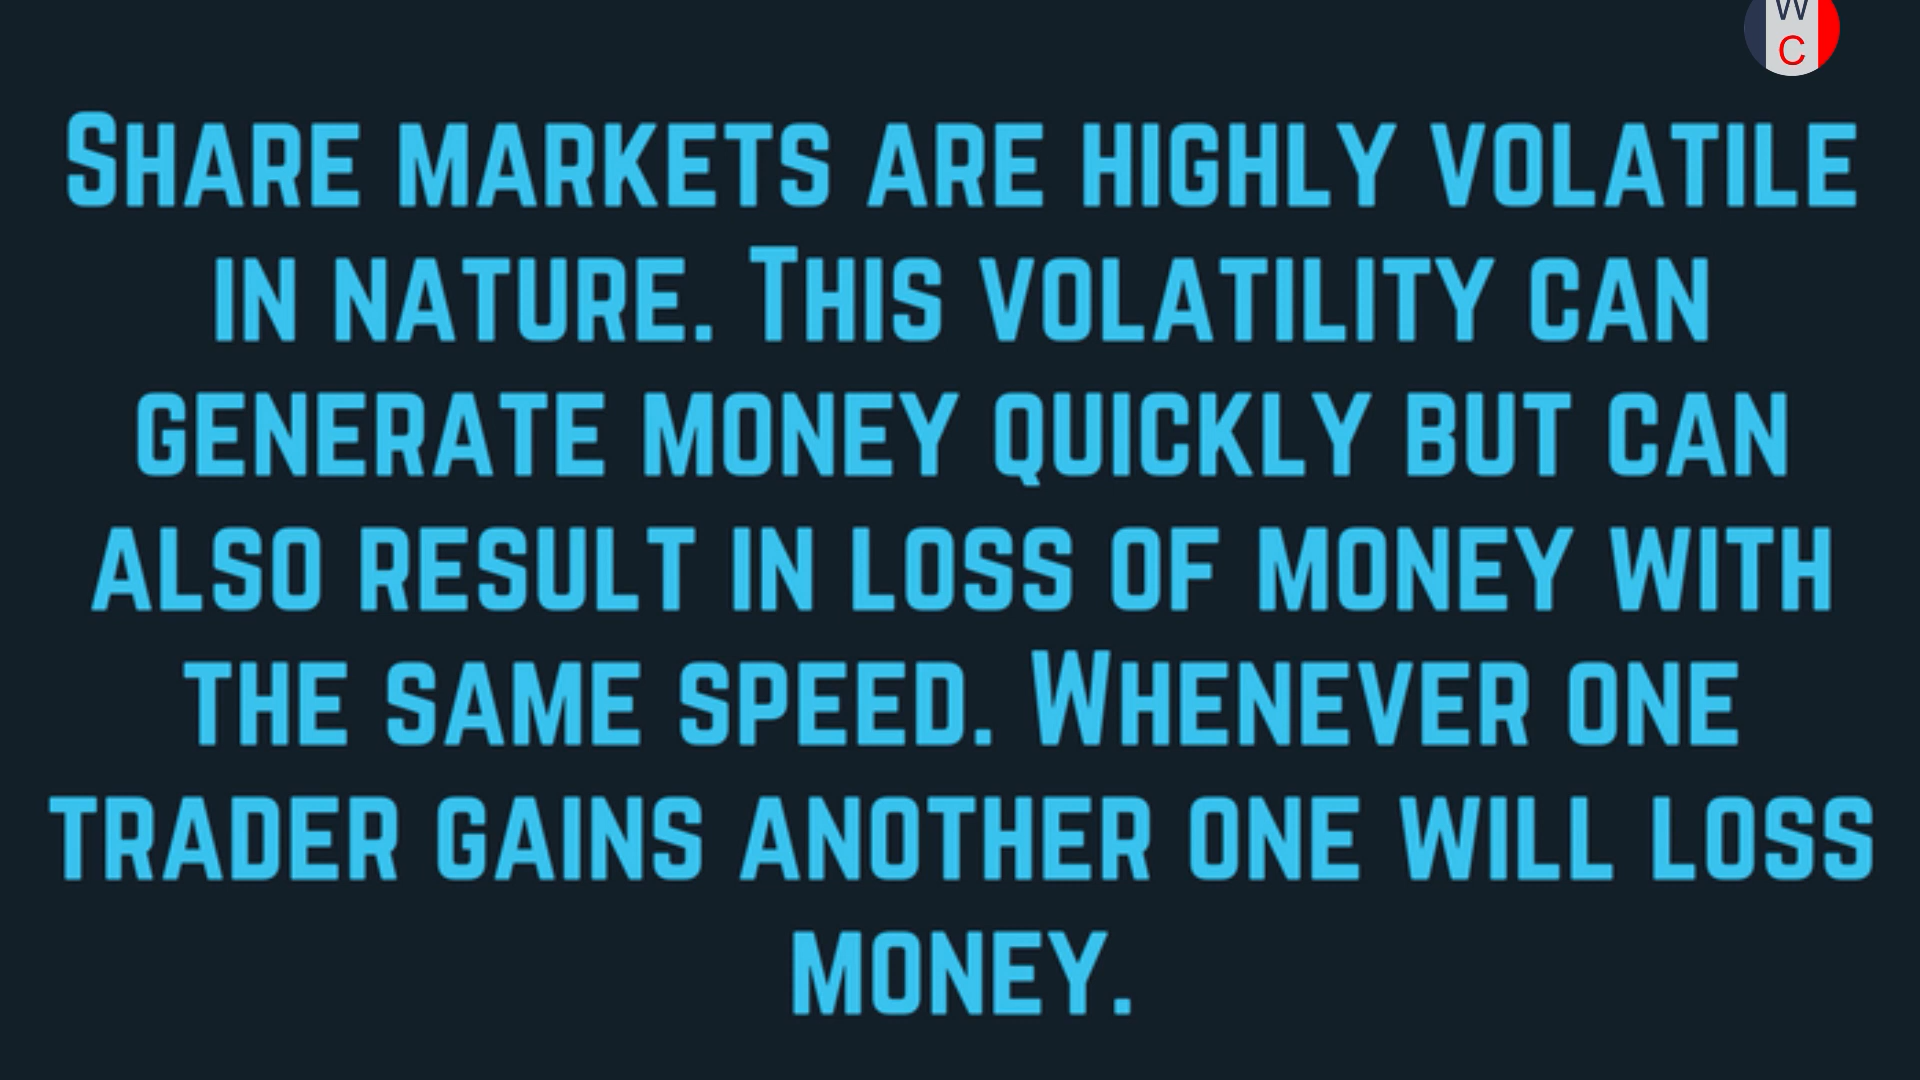 W
C
Share markets are highly volatile
in nature. This volatility can
generate money quickly but can
also result in loss of money with
the same speed. Whenever one
trader gains another one will loss
money.